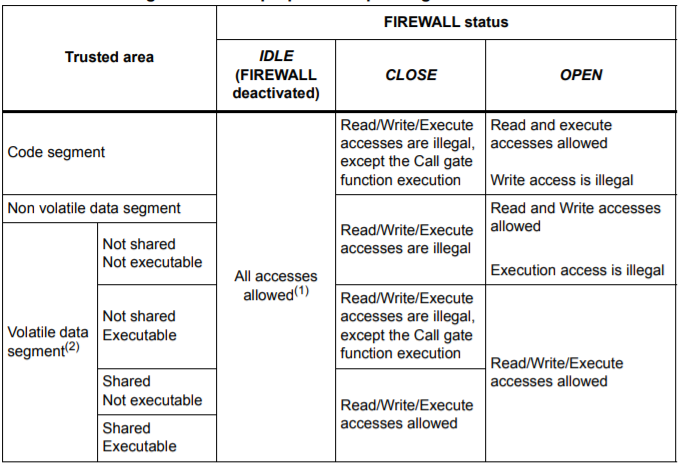 FIREWALL status
Trusted area
IDLE
(FIREWALL
deactivated)
CLOSE
OPEN
Code segment
All accesses
allowed(1)
Read/Write/Execute
accesses are illegal,
except the Call gate
function execution
Read and execute
accesses allowed
Write access is illegal
Non volatile data segment
Read/Write/Execute
accesses are illegal
Read and Write accesses
allowed
Execution access is illegal
Volatile data
segment(2)
Not shared
Not executable
Not shared
Executable
Read/Write/Execute
accesses are illegal,
except the Call gate
function execution
Read/Write/Execute
accesses allowed
Shared
Not executable
Read/Write/Execute
accesses allowed
Shared
Executable